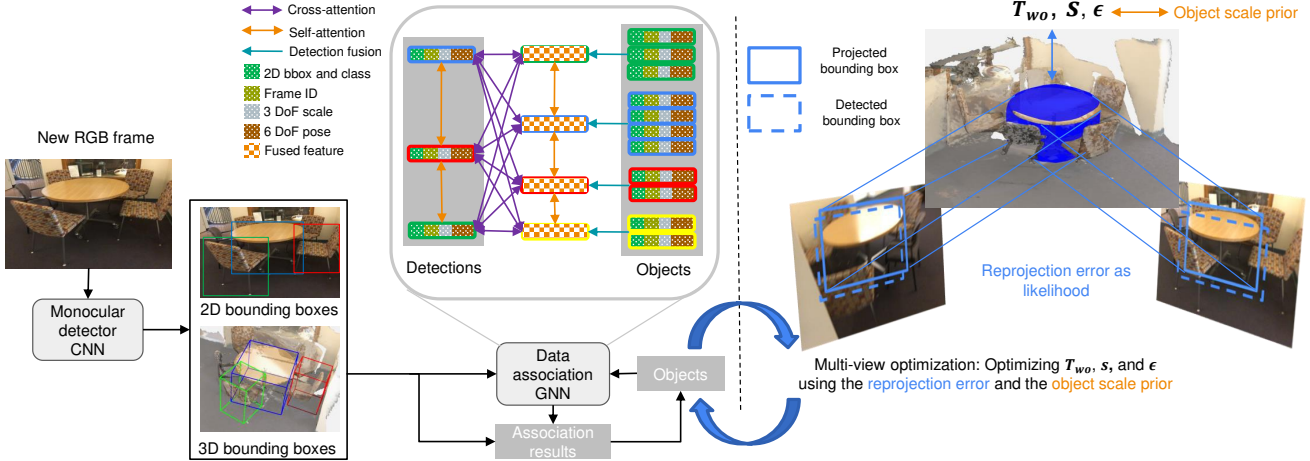 Cross-attention
Self-attention
Detection fusion
2D bbox and class
Frame ID
3 DoF scale
6 DoF pose
Fused feature
New RGB frame
Monocular
detector
CNN
2D bounding boxes
3D bounding boxes
Detections
Objects
Data
association
GNN
Objects
Association
results
Projected
bounding box
Detected
bounding box
T_wo, S, ϵ
Object scale prior
Reprojection error as
likelihood
Multi-view optimization: Optimizing T_wo, s, and ϵ
using the reprojection error and the object scale prior